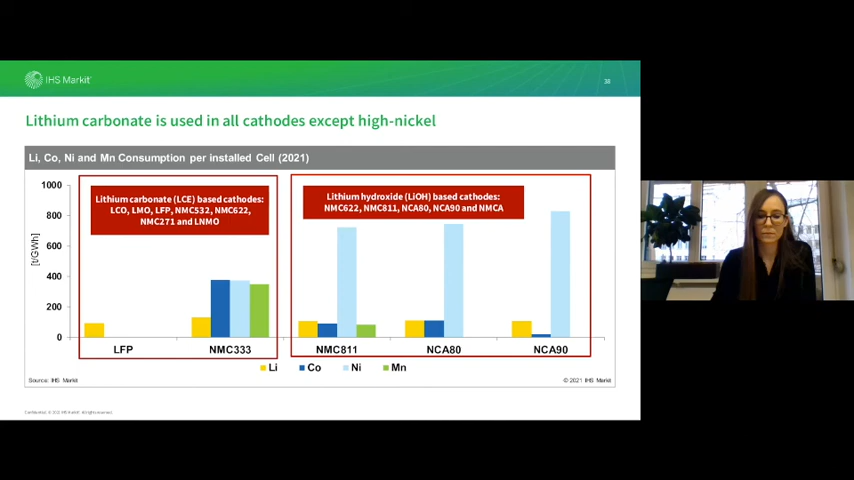 IHS Markit
38
Lithium carbonate is used in all cathodes except high-nickel
Li, Co, Ni and Mn Consumption per installed Cell (2021)
[t/GWh]
1000
800
600
400
200
0
Lithium carbonate (LCE) based cathodes:
LCO, LMO, LFP, NMC532, NMC622,
NMC271 and LNMO
Lithium hydroxide (LiOH) based cathodes:
NMC622, NMC811, NCA80, NCA90 and NMCA
LFP
NMC333
NMC811
NCA80
NCA90
Li
Co
Ni
Mn
Source: IHS Markit
© 2021 IHS Markit